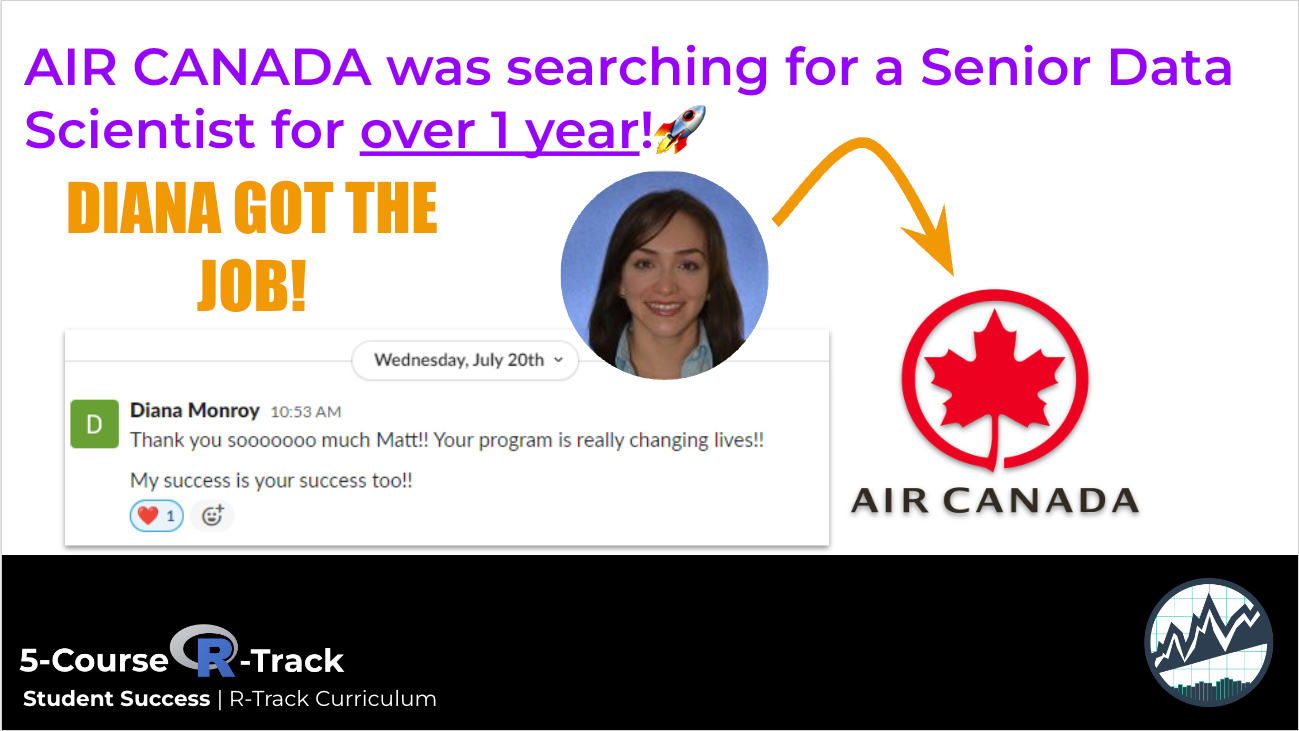 AIR CANADA was searching for a Senior Data
Scientist for over 1 year!🚀
DIANA GOT THE
JOB!
Wednesday, July 20th
D
Diana Monroy 10:53 AM
Thank you sooooooo much Matt!! Your program is really changing lives!!
My success is your success too!!
❤️ 1
AIR CANADA
5-Course R-Track
Student Success | R-Track Curriculum